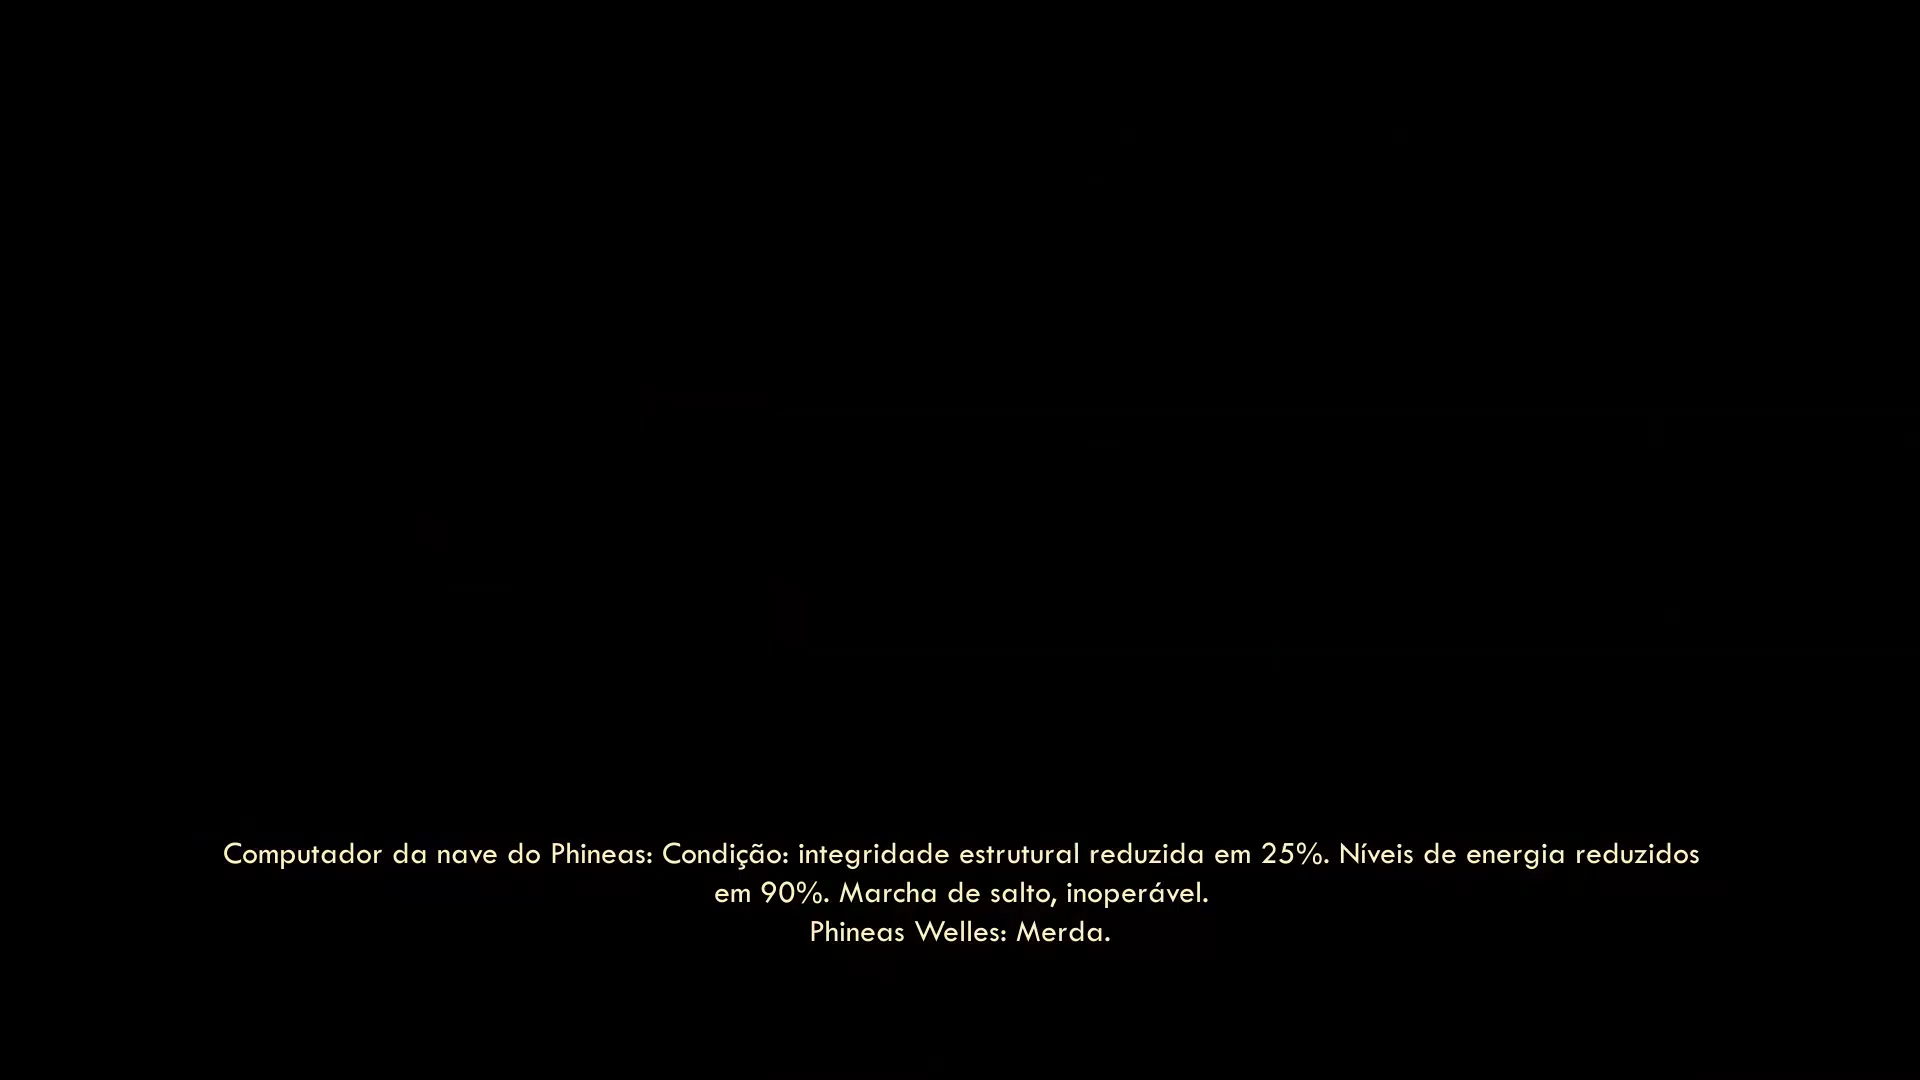 Computador da nave do Phineas: Condição: integridade estrutural reduzida em 25%. Níveis de energia reduzidos
em 90%. Marcha de salto, inoperável.
Phineas Welles: Merda.